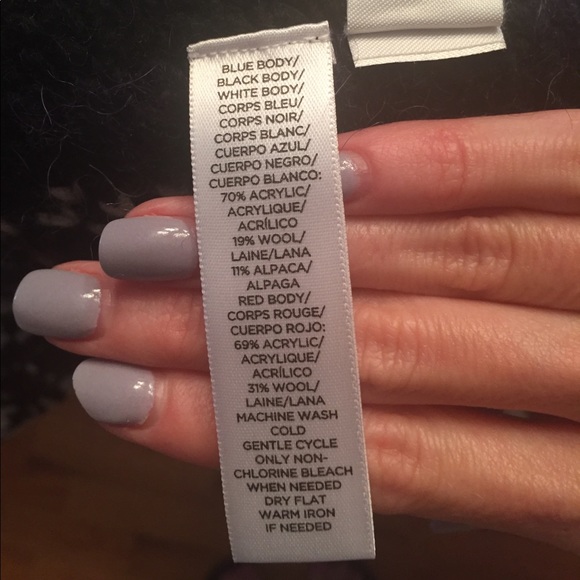 BLUE BODY/
BLACK BODY/
WHITE BODY/
CORPS BLEU/
CORPS NOIR/
CORPS BLANC/
CUERPO AZUL/
CUERPO NEGRO/
CUERPO BLANCO:
70% ACRYLIC/
ACRYLIQUE/
ACRÍLICO
19% WOOL/
LAINE/LANA
11% ALPACA/
ALPAGA
RED BODY/
CORPS ROUGE/
CUERPO ROJO:
69% ACRYLIC/
ACRYLIQUE/
ACRÍLICO
31% WOOL/
LAINE/LANA
MACHINE WASH
COLD
GENTLE CYCLE
ONLY NON-
CHLORINE BLEACH
WHEN NEEDED
DRY FLAT
WARM IRON
IF NEEDED